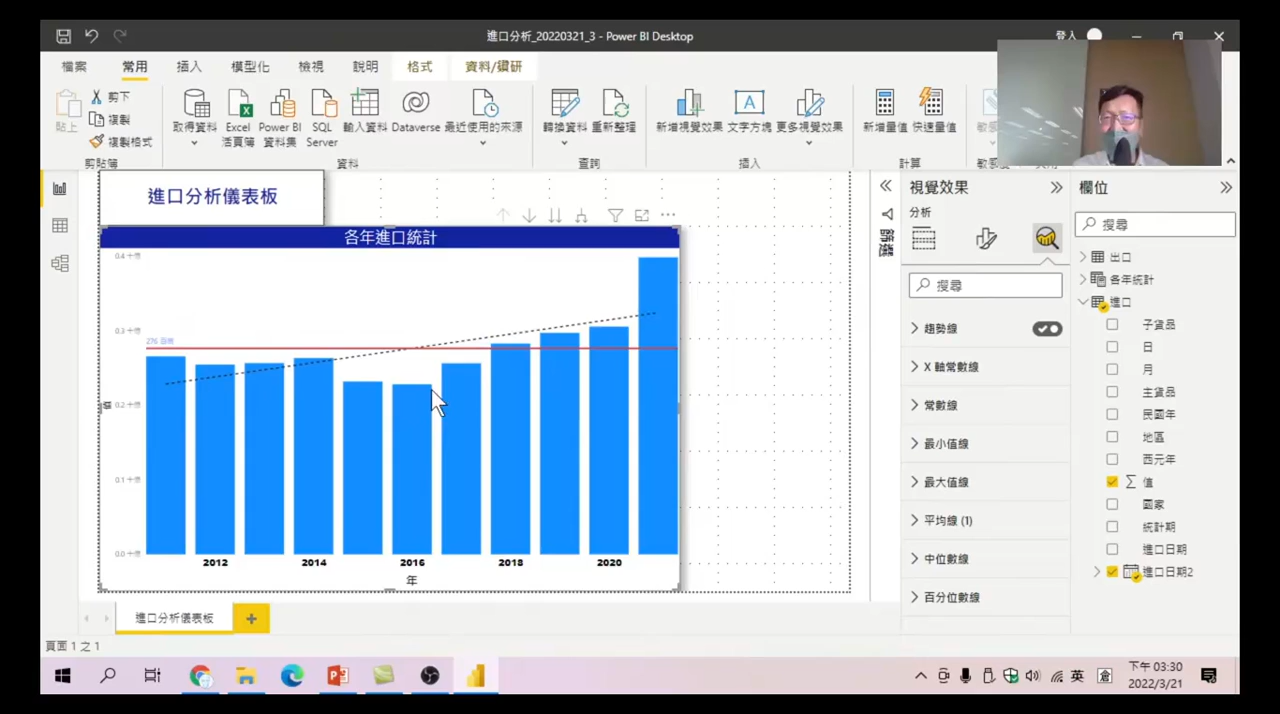 進口分析_20220321_3 - Power BI Desktop
登入
檔案 常用 插入 模型化 檢視 說明 格式 資料/鑽研
貼上
剪下
複製
複製格式
剪貼簿
取得資料
Excel 活頁簿
Power BI 資料集
SQL Server
輸入資料
Dataverse
最近使用的來源
資料
轉換資料
重新整理
查詢
新增視覺效果
文字方塊
更多視覺效果
插入
新增量值
快速量值
計算
進口分析儀表板
各年進口統計
0.4 十億
0.3 十億
276 百萬
0.2 十億
0.1 十億
0.0 十億
值
2012 2014 2016 2018 2020
年
篩選
視覺效果
分析
搜尋
趨勢線
X 軸常數線
常數線
最小值線
最大值線
平均線 (1)
中位數線
百分位數線
欄位
搜尋
出口
各年統計
進口
子貨品
日
月
主貨品
民國年
地區
西元年
值
國家
統計期
進口日期
進口日期2
進口分析儀表板
頁面 1 之 1
英
下午 03:30
2022/3/21